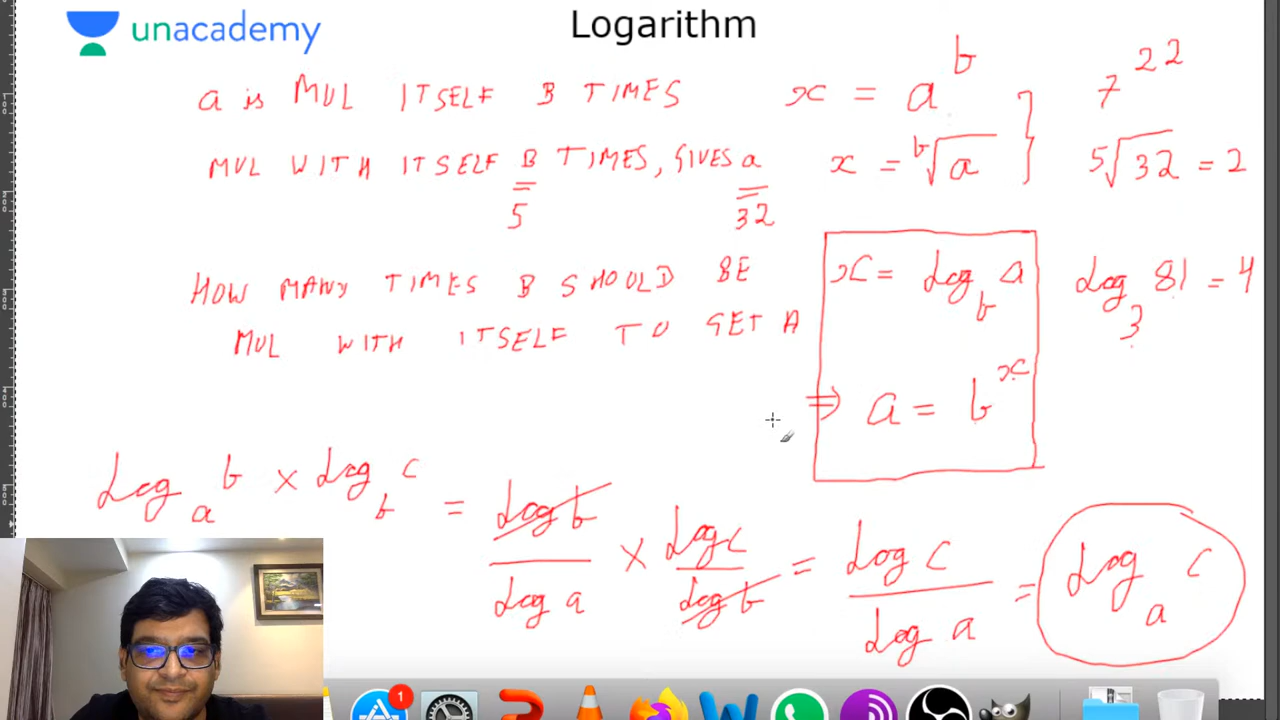 unacademy
Logarithm
a is MUL ITSELF B TIMES x = a^b 7^22
MUL WITH ITSELF B TIMES, GIVES a x = ᵇ√a ⁵√32 = 2
5 32
HOW MANY TIMES B SHOULD BE x = Log_b a Log_3 81 = 4
MUL WITH ITSELF TO GET A
⇒ a = b^x
Log_a b × Log_b c = Log b / Log a × Log c / Log b = Log c / Log a = Log_a c
1